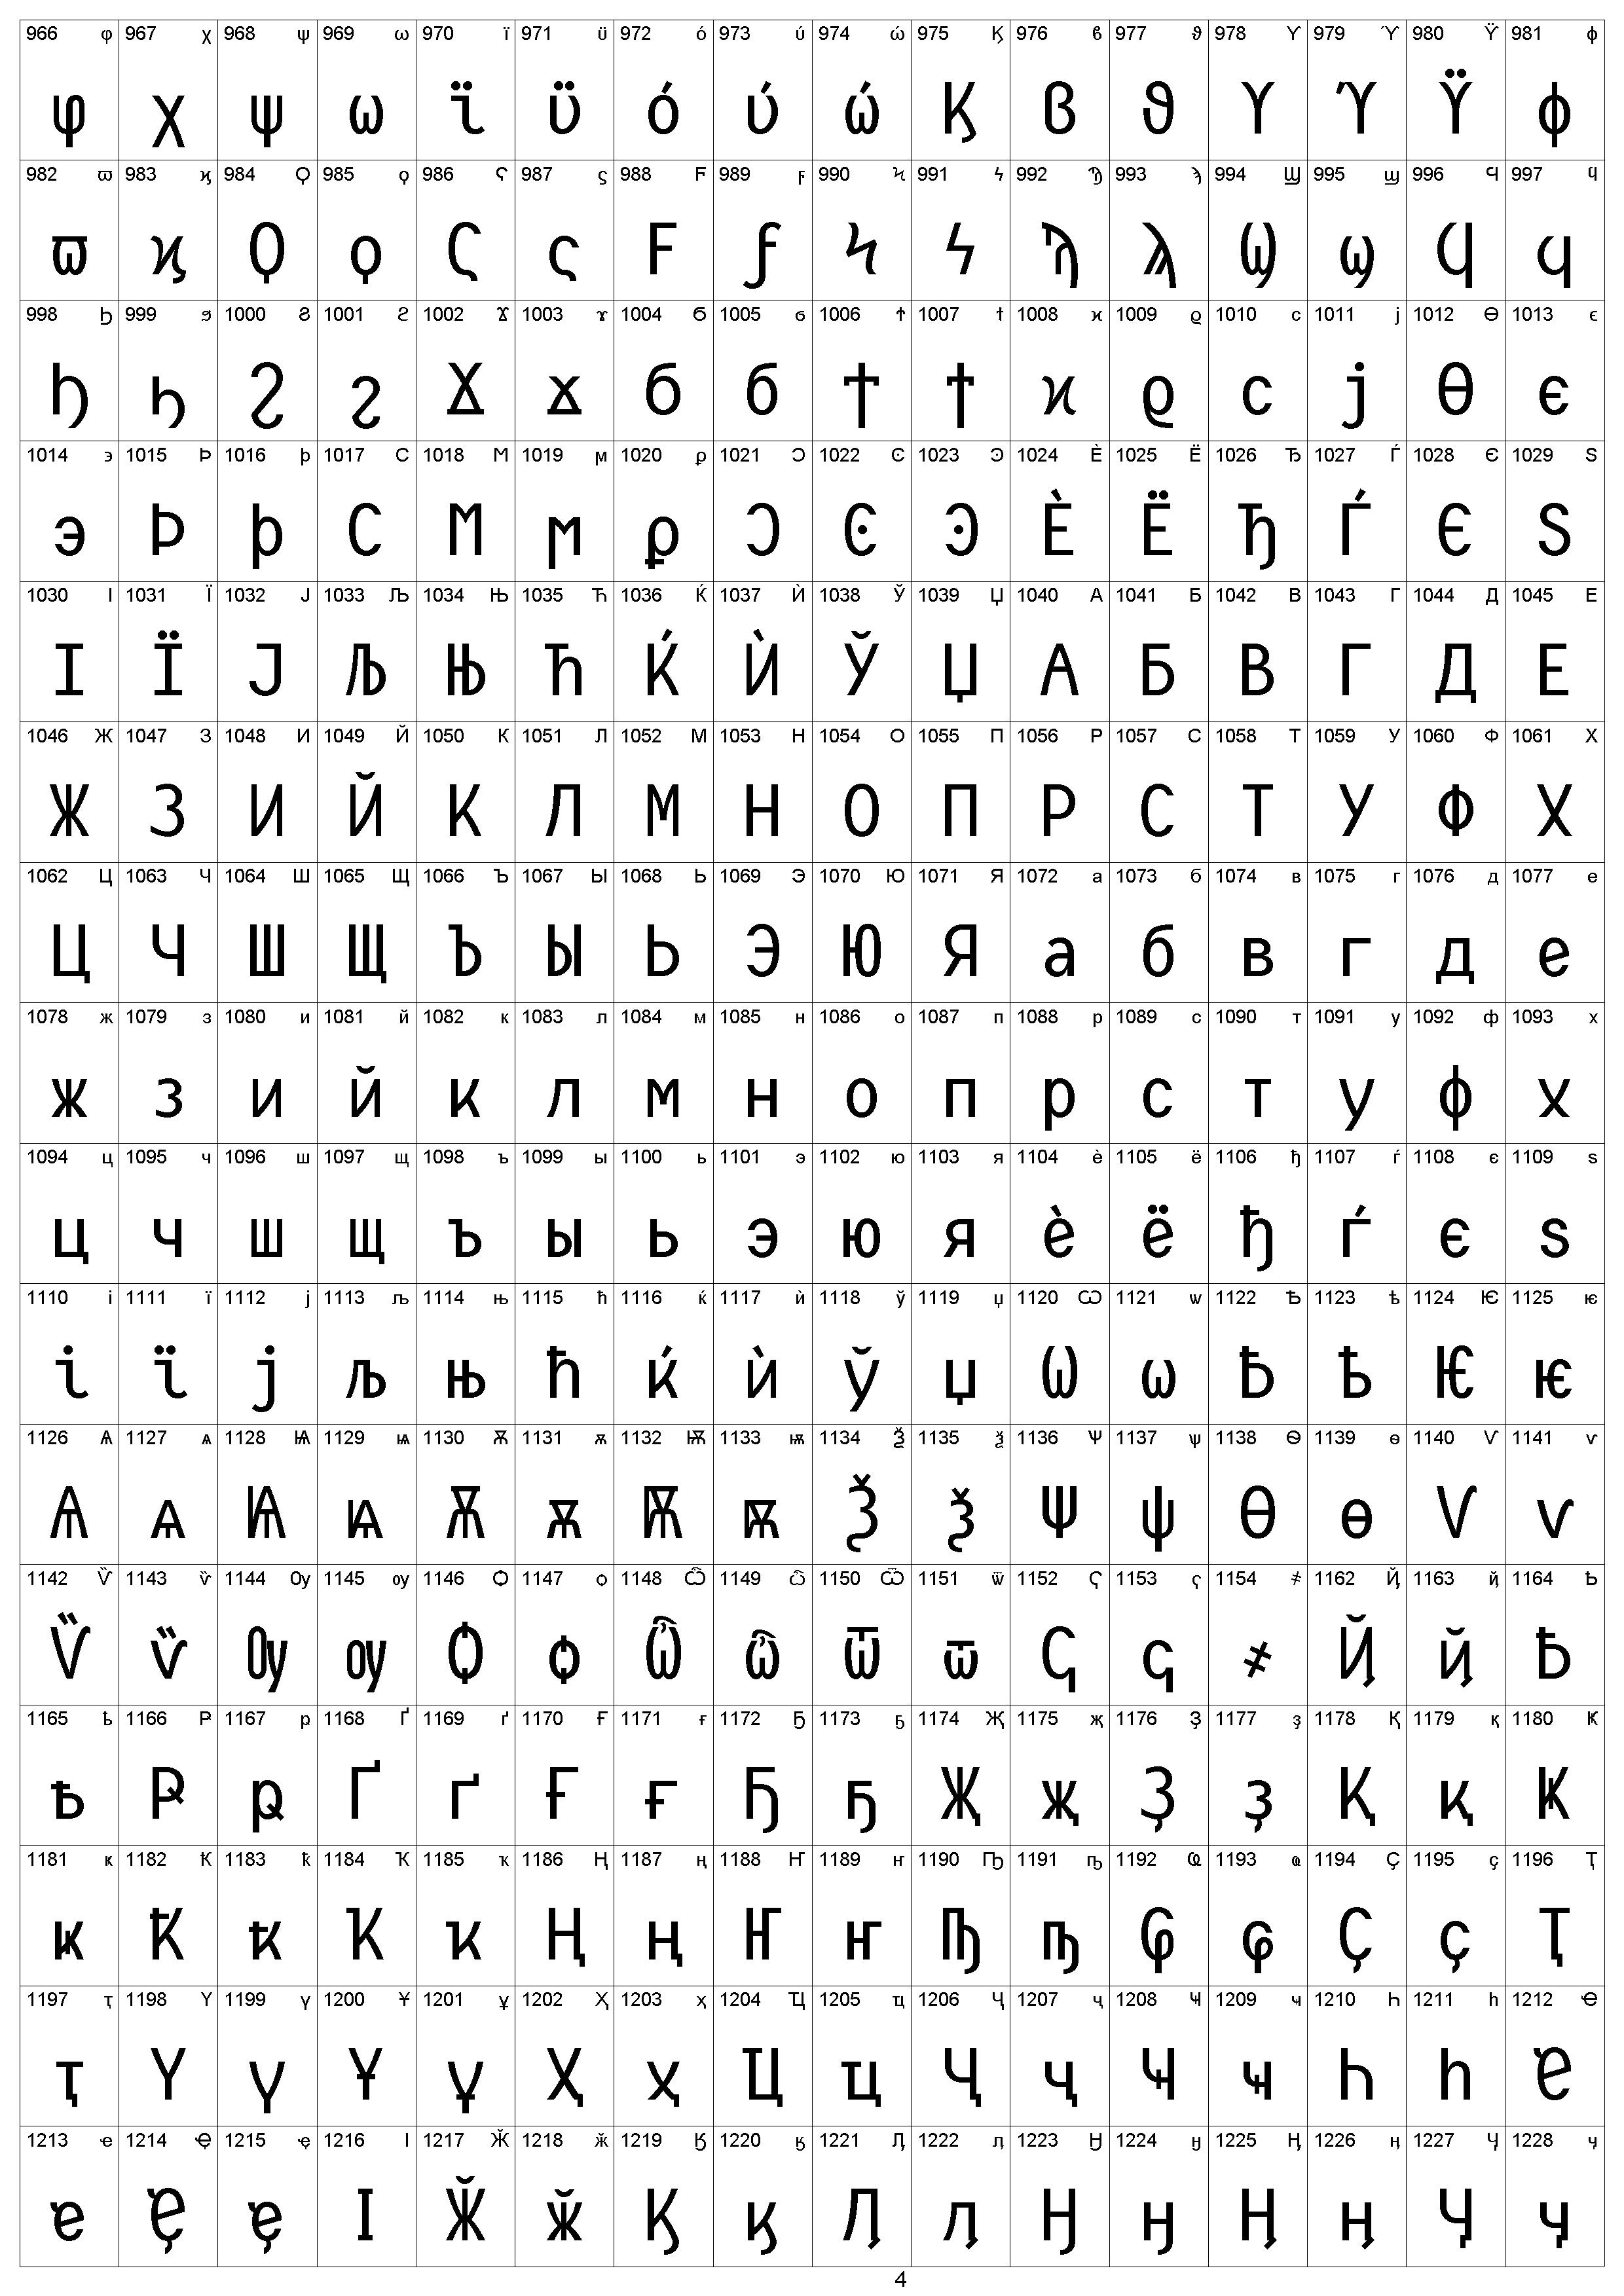 966 φ 967 χ 968 ψ 969 ω 970 ϊ 971 ϋ 972 ό 973 ύ 974 ώ 975 Ϗ 976 ϐ 977 ϑ 978 ϒ 979 ϓ 980 ϔ 981 ϕ
φ χ ψ ω ϊ ϋ ό ύ ώ Ϗ ϐ ϑ ϒ ϓ ϔ ϕ
982 ϖ 983 ϗ 984 Ϙ 985 ϙ 986 Ϛ 987 ϛ 988 Ϝ 989 ϝ 990 Ϟ 991 ϟ 992 Ϡ 993 ϡ 994 Ϣ 995 ϣ 996 Ϥ 997 ϥ
ϖ ϗ Ϙ ϙ Ϛ ϛ Ϝ ϝ Ϟ ϟ Ϡ ϡ Ϣ ϣ Ϥ ϥ
998 Ϧ 999 ϧ 1000 Ϩ 1001 ϩ 1002 Ϫ 1003 ϫ 1004 Ϭ 1005 ϭ 1006 Ϯ 1007 ϯ 1008 ϰ 1009 ϱ 1010 ϲ 1011 ϳ 1012 ϴ 1013 ϵ
Ϧ ϧ Ϩ ϩ Ϫ ϫ Ϭ ϭ Ϯ ϯ ϰ ϱ ϲ ϳ ϴ ϵ
1014 ϶ 1015 Ϸ 1016 ϸ 1017 Ϲ 1018 Ϻ 1019 ϻ 1020 ϼ 1021 Ͻ 1022 Ͼ 1023 Ͽ 1024 Ѐ 1025 Ё 1026 Ђ 1027 Ѓ 1028 Є 1029 Ѕ
϶ Ϸ ϸ Ϲ Ϻ ϻ ϼ Ͻ Ͼ Ͽ Ѐ Ё Ђ Ѓ Є Ѕ
1030 І 1031 Ї 1032 Ј 1033 Љ 1034 Њ 1035 Ћ 1036 Ќ 1037 Ѝ 1038 Ў 1039 Џ 1040 А 1041 Б 1042 В 1043 Г 1044 Д 1045 Е
І Ї Ј Љ Њ Ћ Ќ Ѝ Ў Џ А Б В Г Д Е
1046 Ж 1047 З 1048 И 1049 Й 1050 К 1051 Л 1052 М 1053 Н 1054 О 1055 П 1056 Р 1057 С 1058 Т 1059 У 1060 Ф 1061 Х
Ж З И Й К Л М Н О П Р С Т У Ф Х
1062 Ц 1063 Ч 1064 Ш 1065 Щ 1066 Ъ 1067 Ы 1068 Ь 1069 Э 1070 Ю 1071 Я 1072 а 1073 б 1074 в 1075 г 1076 д 1077 е
Ц Ч Ш Щ Ъ Ы Ь Э Ю Я а б в г д е
1078 ж 1079 з 1080 и 1081 й 1082 к 1083 л 1084 м 1085 н 1086 о 1087 п 1088 р 1089 с 1090 т 1091 у 1092 ф 1093 х
ж з и й к л м н о п р с т у ф х
1094 ц 1095 ч 1096 ш 1097 щ 1098 ъ 1099 ы 1100 ь 1101 э 1102 ю 1103 я 1104 ѐ 1105 ё 1106 ђ 1107 ѓ 1108 є 1109 ѕ
ц ч ш щ ъ ы ь э ю я ѐ ё ђ ѓ є ѕ
1110 і 1111 ї 1112 ј 1113 љ 1114 њ 1115 ћ 1116 ќ 1117 ѝ 1118 ў 1119 џ 1120 Ѡ 1121 ѡ 1122 Ѣ 1123 ѣ 1124 Ѥ 1125 ѥ
і ї ј љ њ ћ ќ ѝ ў џ Ѡ ѡ Ѣ ѣ Ѥ ѥ
1126 Ѧ 1127 ѧ 1128 Ѩ 1129 ѩ 1130 Ѫ 1131 ѫ 1132 Ѭ 1133 ѭ 1134 Ѯ 1135 ѯ 1136 Ѱ 1137 ѱ 1138 Ѳ 1139 ѳ 1140 Ѵ 1141 ѵ
Ѧ ѧ Ѩ ѩ Ѫ ѫ Ѭ ѭ Ѯ ѯ Ѱ ѱ Ѳ ѳ Ѵ ѵ
1142 Ѷ 1143 ѷ 1144 Ѹ 1145 ѹ 1146 Ѻ 1147 ѻ 1148 Ѽ 1149 ѽ 1150 Ѿ 1151 ѿ 1152 Ҁ 1153 ҁ 1154 ҂ 1162 Ҋ 1163 ҋ 1164 Ҍ
Ѷ ѷ Ѹ ѹ Ѻ ѻ Ѽ ѽ Ѿ ѿ Ҁ ҁ ҂ Ҋ ҋ Ҍ
1165 ҍ 1166 Ҏ 1167 ҏ 1168 Ґ 1169 ґ 1170 Ғ 1171 ғ 1172 Ҕ 1173 ҕ 1174 Җ 1175 җ 1176 Ҙ 1177 ҙ 1178 Қ 1179 қ 1180 Ҝ
ҍ Ҏ ҏ Ґ ґ Ғ ғ Ҕ ҕ Җ җ Ҙ ҙ Қ қ Ҝ
1181 ҝ 1182 Ҟ 1183 ҟ 1184 Ҡ 1185 ҡ 1186 Ң 1187 ң 1188 Ҥ 1189 ҥ 1190 Ҧ 1191 ҧ 1192 Ҩ 1193 ҩ 1194 Ҫ 1195 ҫ 1196 Ҭ
ҝ Ҟ ҟ Ҡ ҡ Ң ң Ҥ ҥ Ҧ ҧ Ҩ ҩ Ҫ ҫ Ҭ
1197 ҭ 1198 Ү 1199 ү 1200 Ұ 1201 ұ 1202 Ҳ 1203 ҳ 1204 Ҵ 1205 ҵ 1206 Ҷ 1207 ҷ 1208 Ҹ 1209 ҹ 1210 Һ 1211 һ 1212 Ҽ
ҭ Ү ү Ұ ұ Ҳ ҳ Ҵ ҵ Ҷ ҷ Ҹ ҹ Һ һ Ҽ
1213 ҽ 1214 Ҿ 1215 ҿ 1216 Ӏ 1217 Ӂ 1218 ӂ 1219 Ӄ 1220 ӄ 1221 Ӆ 1222 ӆ 1223 Ӈ 1224 ӈ 1225 Ӊ 1226 ӊ 1227 Ӌ 1228 ӌ
ҽ Ҿ ҿ Ӏ Ӂ ӂ Ӄ ӄ Ӆ ӆ Ӈ ӈ Ӊ ӊ Ӌ ӌ
4